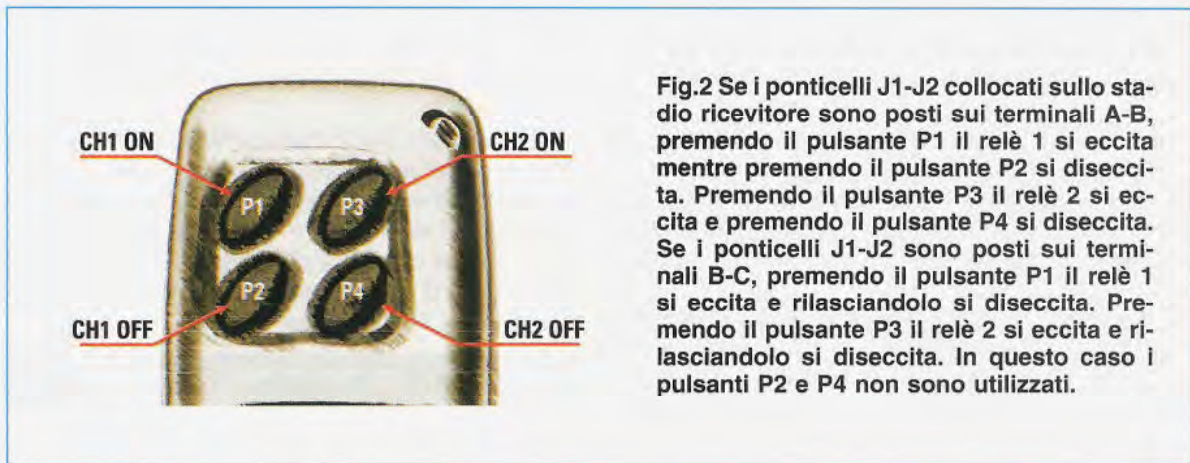 CH1 ON
P1
P3
CH2 ON
P2
P4
CH1 OFF
CH2 OFF
Fig.2 Se i ponticelli J1-J2 collocati sullo sta-
dio ricevitore sono posti sui terminali A-B,
premendo il pulsante P1 il relè 1 si eccita
mentre premendo il pulsante P2 si disecci-
ta. Premendo il pulsante P3 il relè 2 si ec-
cita e premendo il pulsante P4 si diseccita.
Se i ponticelli J1-J2 sono posti sui termi-
nali B-C, premendo il pulsante P1 il relè 1
si eccita e rilasciandolo si diseccita. Pre-
mendo il pulsante P3 il relè 2 si eccita e ri-
lasciandolo si diseccita. In questo caso i
pulsanti P2 e P4 non sono utilizzati.